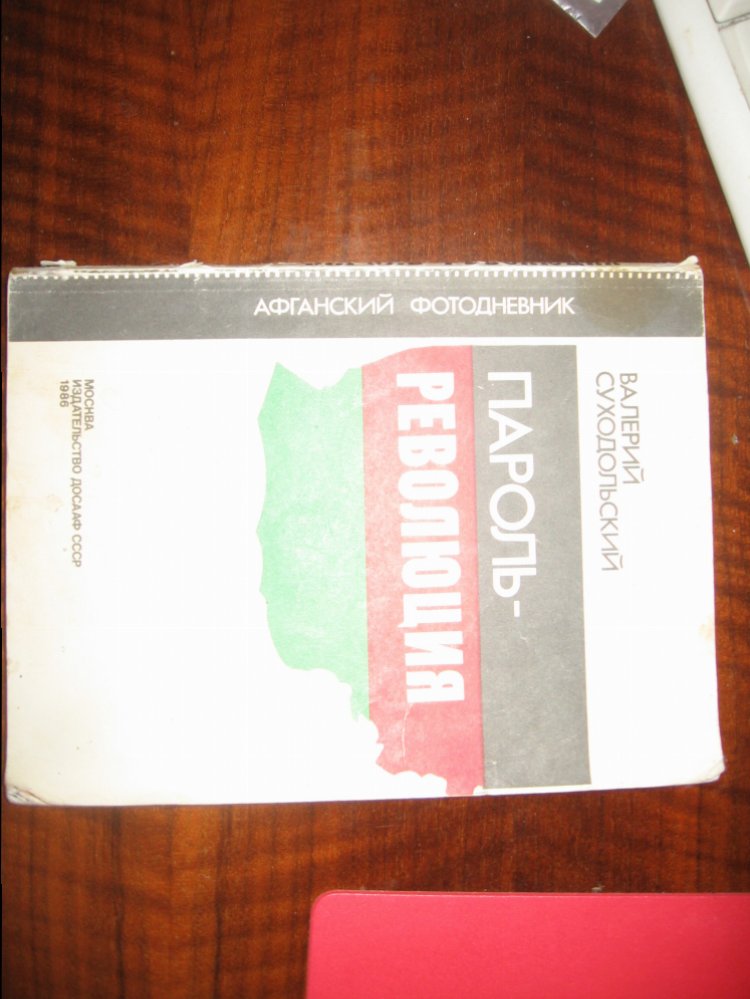 ВАЛЕРИЙ
СУХОДОЛЬСКИЙ
ПАРОЛЬ-
РЕВОЛЮЦИЯ
АФГАНСКИЙ ФОТОДНЕВНИК
МОСКВА
ИЗДАТЕЛЬСТВО ДОСААФ СССР
1986